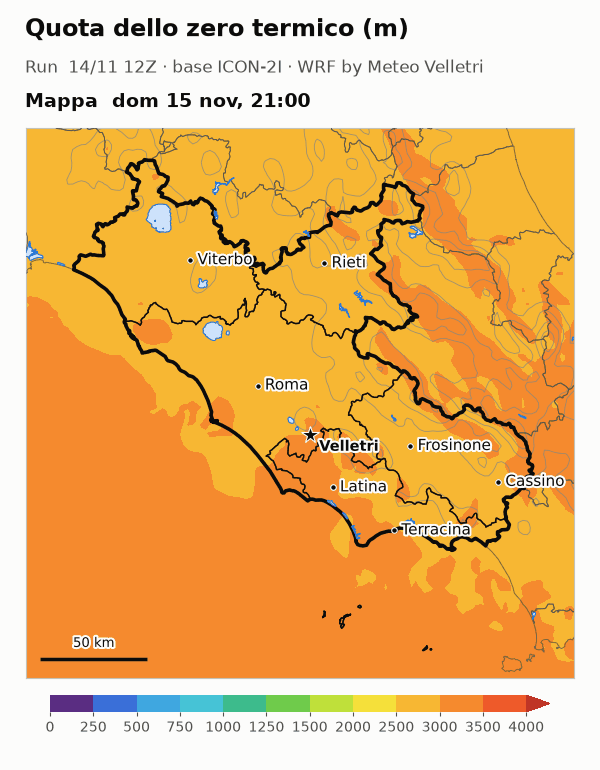 Quota dello zero termico (m)
Run  14/11 12Z · base ICON-2I · WRF by Meteo Velletri
Mappa  dom 15 nov, 21:00
Viterbo
Rieti
Roma
Velletri
Frosinone
Cassino
Latina
Terracina
50 km
0 250 500 750 1000 1250 1500 2000 2500 3000 3500 4000